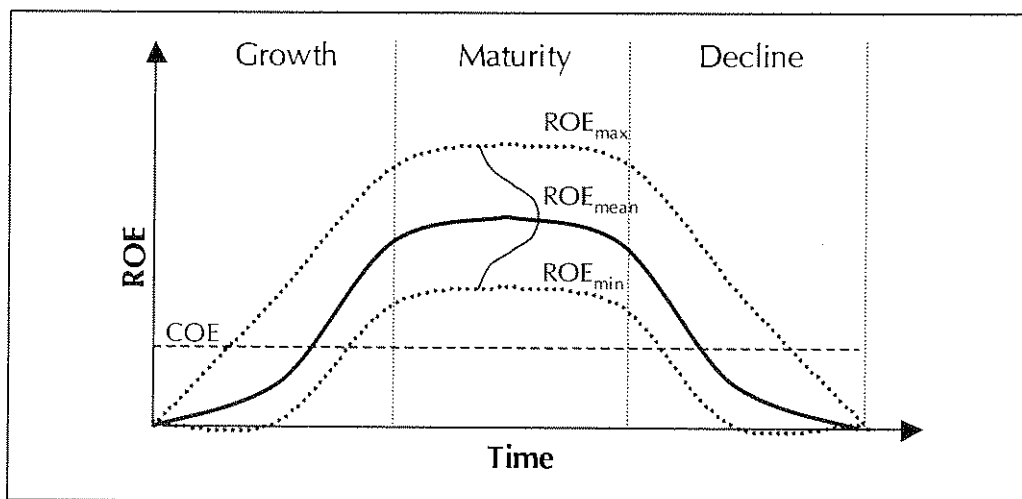 Growth Maturity Decline
ROEmax
ROEmean
ROEmin
ROE
COE
Time